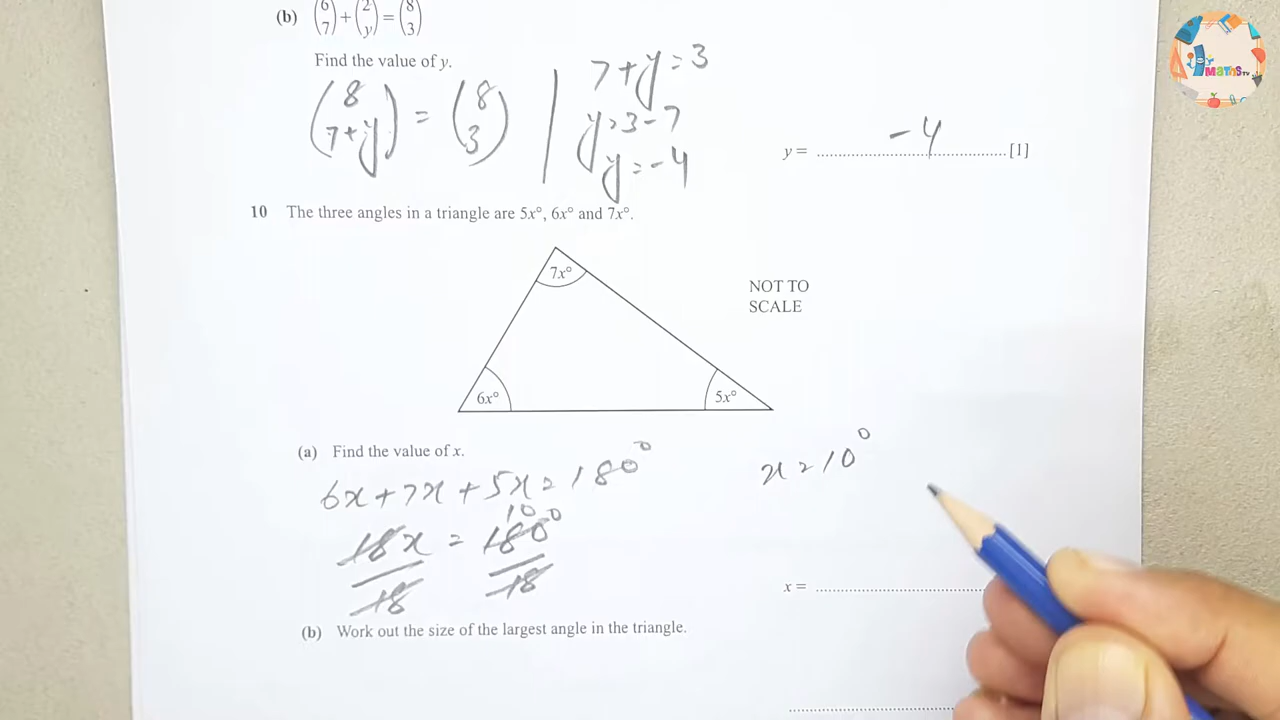 (b) (6 7) + (2 y) = (8 3)
Find the value of y.
(8 7+y) = (8 3)
7+y=3
y=3-7
y=-4
y = -4 [1]
10 The three angles in a triangle are 5x°, 6x° and 7x°.
7x°
NOT TO
SCALE
6x°
5x°
(a) Find the value of x.
6x+7x+5x=180°
10
18x = 180°
18 18
x=10°
x =
(b) Work out the size of the largest angle in the triangle.
MaTHS TV